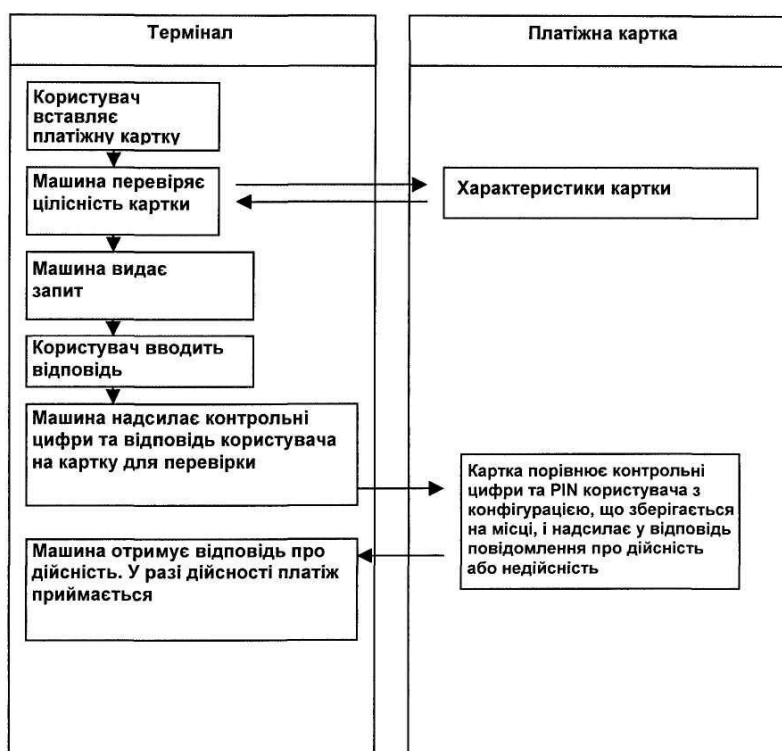 Термінал
Платіжна картка
Користувач
вставляє
платіжну картку
Машина перевіряє
цілісність картки
Характеристики картки
Машина видає
запит
Користувач вводить
відповідь
Машина надсилає контрольні
цифри та відповідь користувача
на картку для перевірки
Картка порівнює контрольні
цифри та PIN користувача з
конфігурацією, що зберігається
на місці, і надсилає у відповідь
повідомлення про дійсність
або недійсність
Машина отримує відповідь про
дійсність. У разі дійсності платіж
приймається